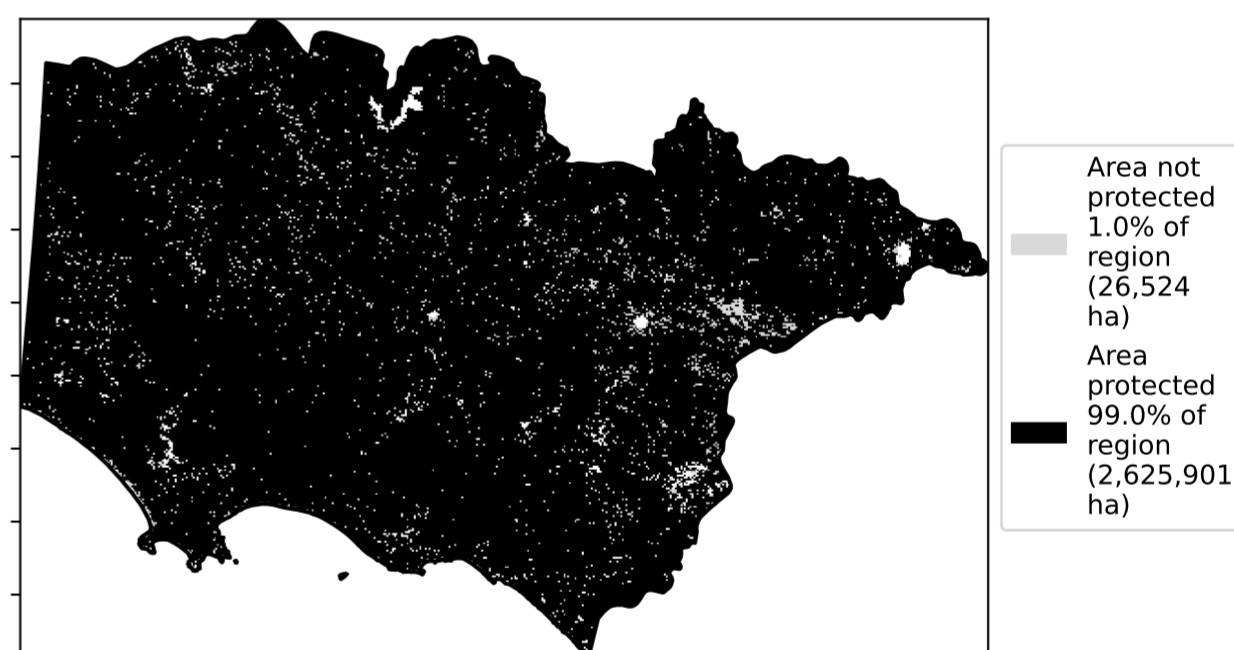 Area not
protected
1.0% of
region
(26,524
ha)
Area
protected
99.0% of
region
(2,625,901
ha)